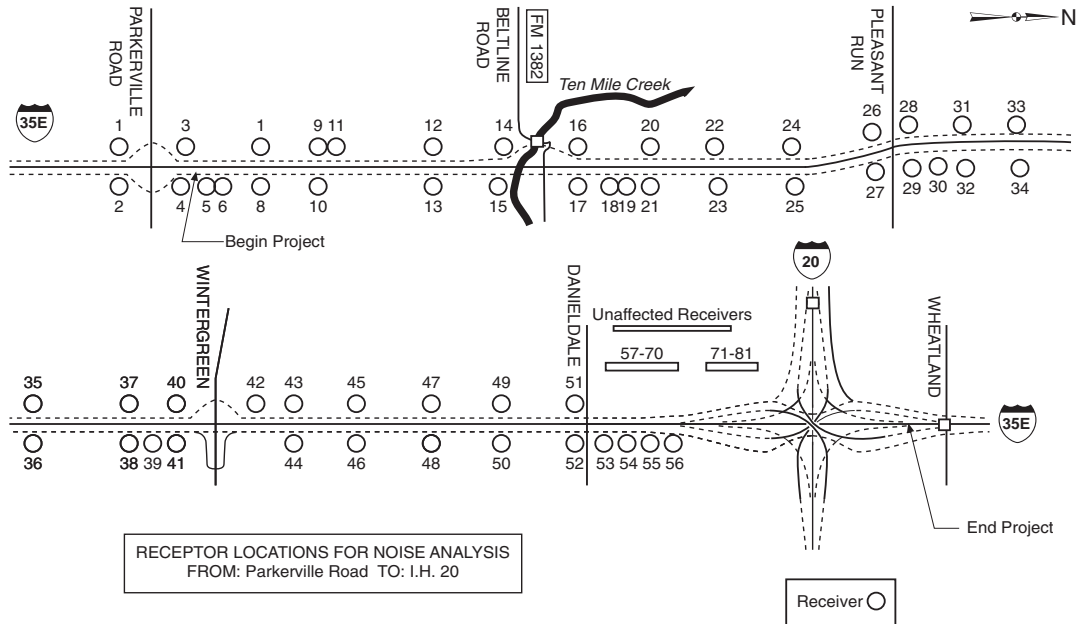 PARKERVILLE
ROAD
BELTLINE
ROAD
FM 1382
PLEASANT
RUN
N
Ten Mile Creek
35E
1 3 1 9 11 12 14 16 20 22 24 26 28 31 33
2 4 5 6 8 10 13 15 17 18 19 21 23 25 27 29 30 32 34
Begin Project
WINTERGREEN
DANIELDALE
20
WHEATLAND
Unaffected Receivers
57-70 71-81
35 37 40 42 43 45 47 49 51
35E
36 38 39 41 44 46 48 50 52 53 54 55 56
End Project
RECEPTOR LOCATIONS FOR NOISE ANALYSIS
FROM: Parkerville Road TO: I.H. 20
Receiver